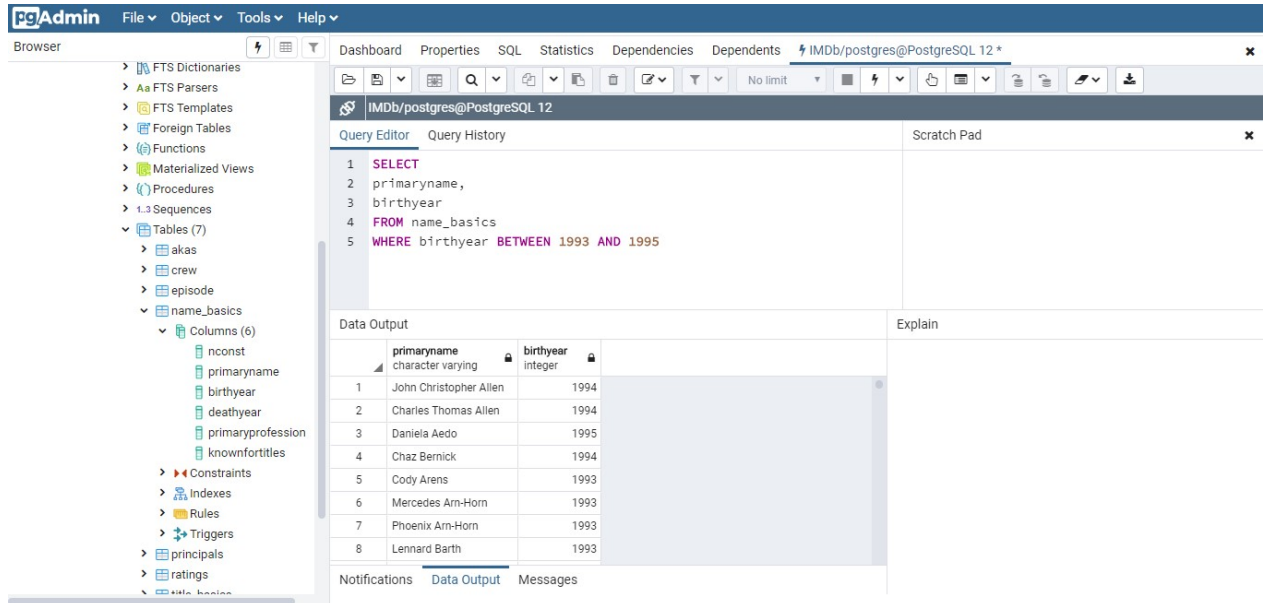 pgAdmin File Object Tools Help
Browser
Dashboard Properties SQL Statistics Dependencies Dependents IMDb/postgres@PostgreSQL 12 *
FTS Dictionaries
Aa FTS Parsers
FTS Templates
Foreign Tables
Functions
Materialized Views
Procedures
1..3 Sequences
Tables (7)
akas
crew
episode
name_basics
Columns (6)
nconst
primaryname
birthyear
deathyear
primaryprofession
knownfortitles
Constraints
Indexes
Rules
Triggers
principals
ratings
title_basics
No limit
IMDb/postgres@PostgreSQL 12
Query Editor Query History
Scratch Pad
1 SELECT
2 primaryname,
3 birthyear
4 FROM name_basics
5 WHERE birthyear BETWEEN 1993 AND 1995
Data Output
Explain
primaryname birthyear
character varying integer
1 John Christopher Allen 1994
2 Charles Thomas Allen 1994
3 Daniela Aedo 1995
4 Chaz Bernick 1994
5 Cody Arens 1993
6 Mercedes Arn-Horn 1993
7 Phoenix Arn-Horn 1993
8 Lennard Barth 1993
Notifications Data Output Messages